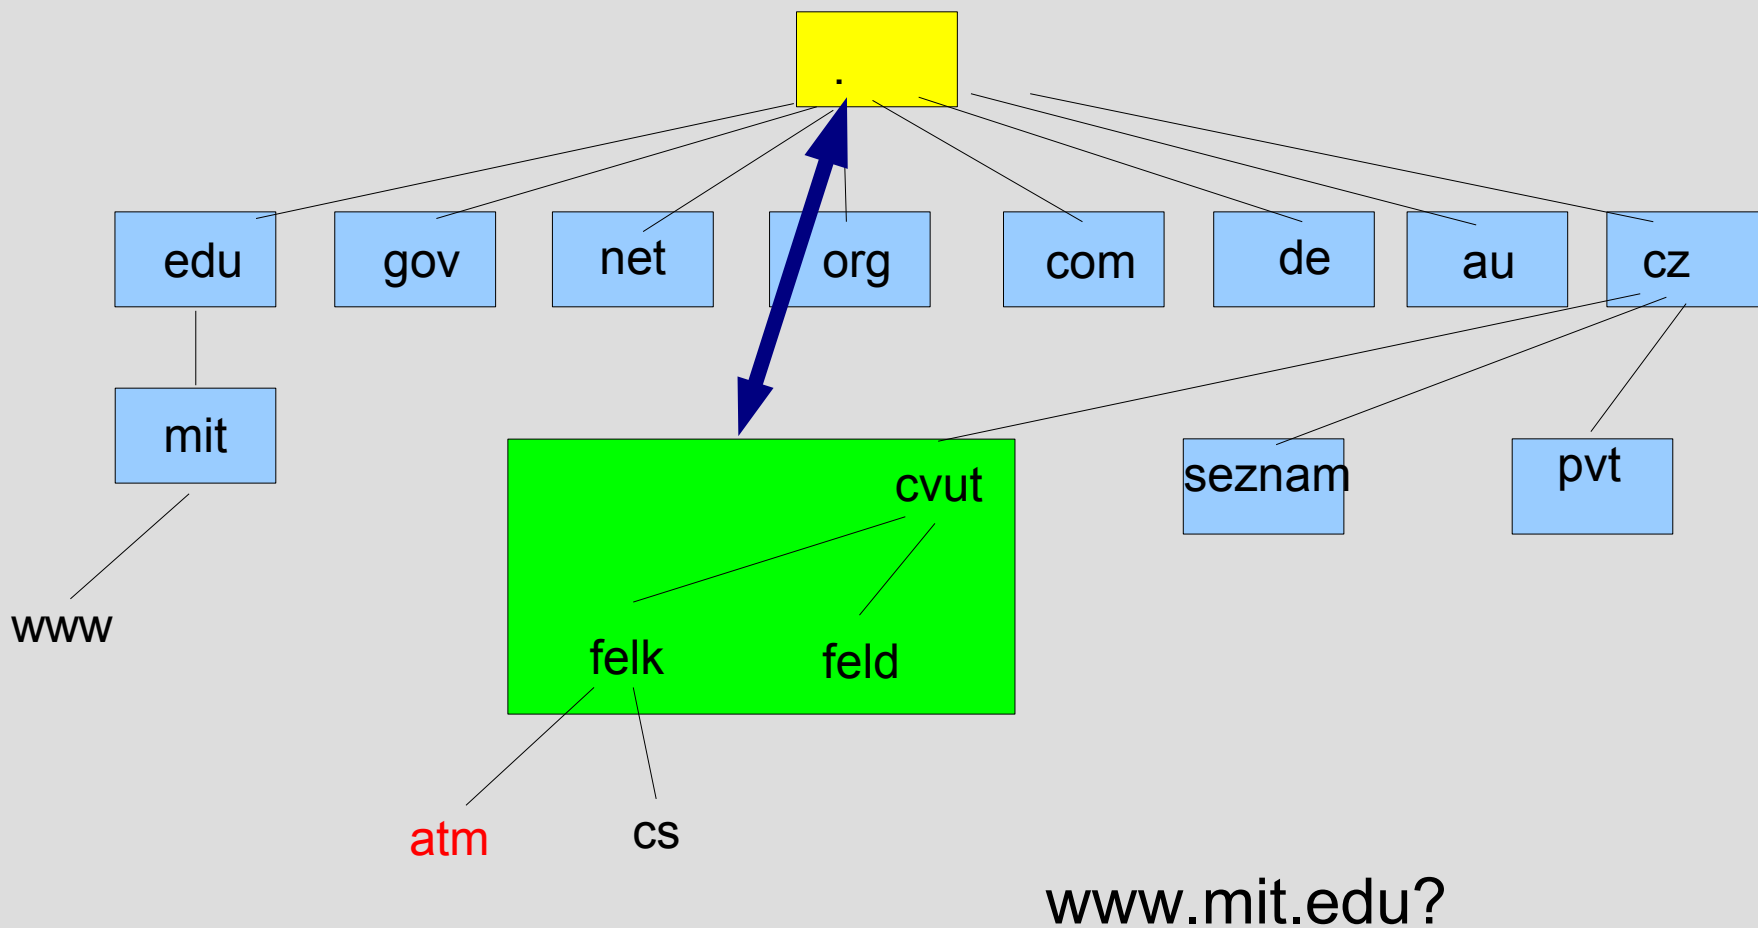 .
edu gov net org com de au cz
mit
cvut seznam pvt
www felk feld
atm cs
www.mit.edu?